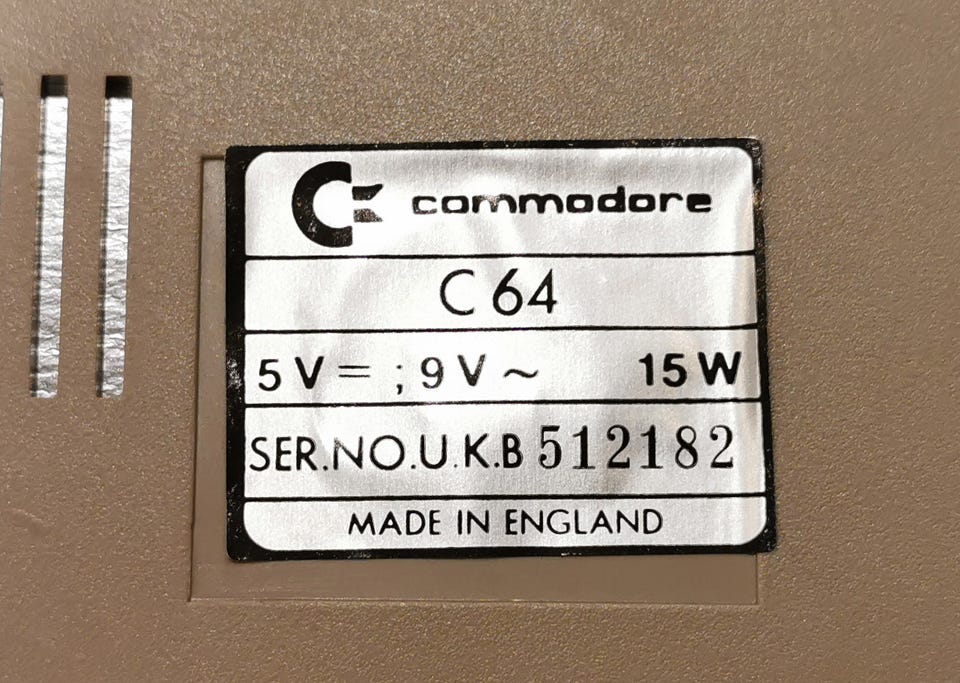 commodore
C 64
5 V = ; 9 V ~ 15 W
SER.NO.U.K.B 512182
MADE IN ENGLAND